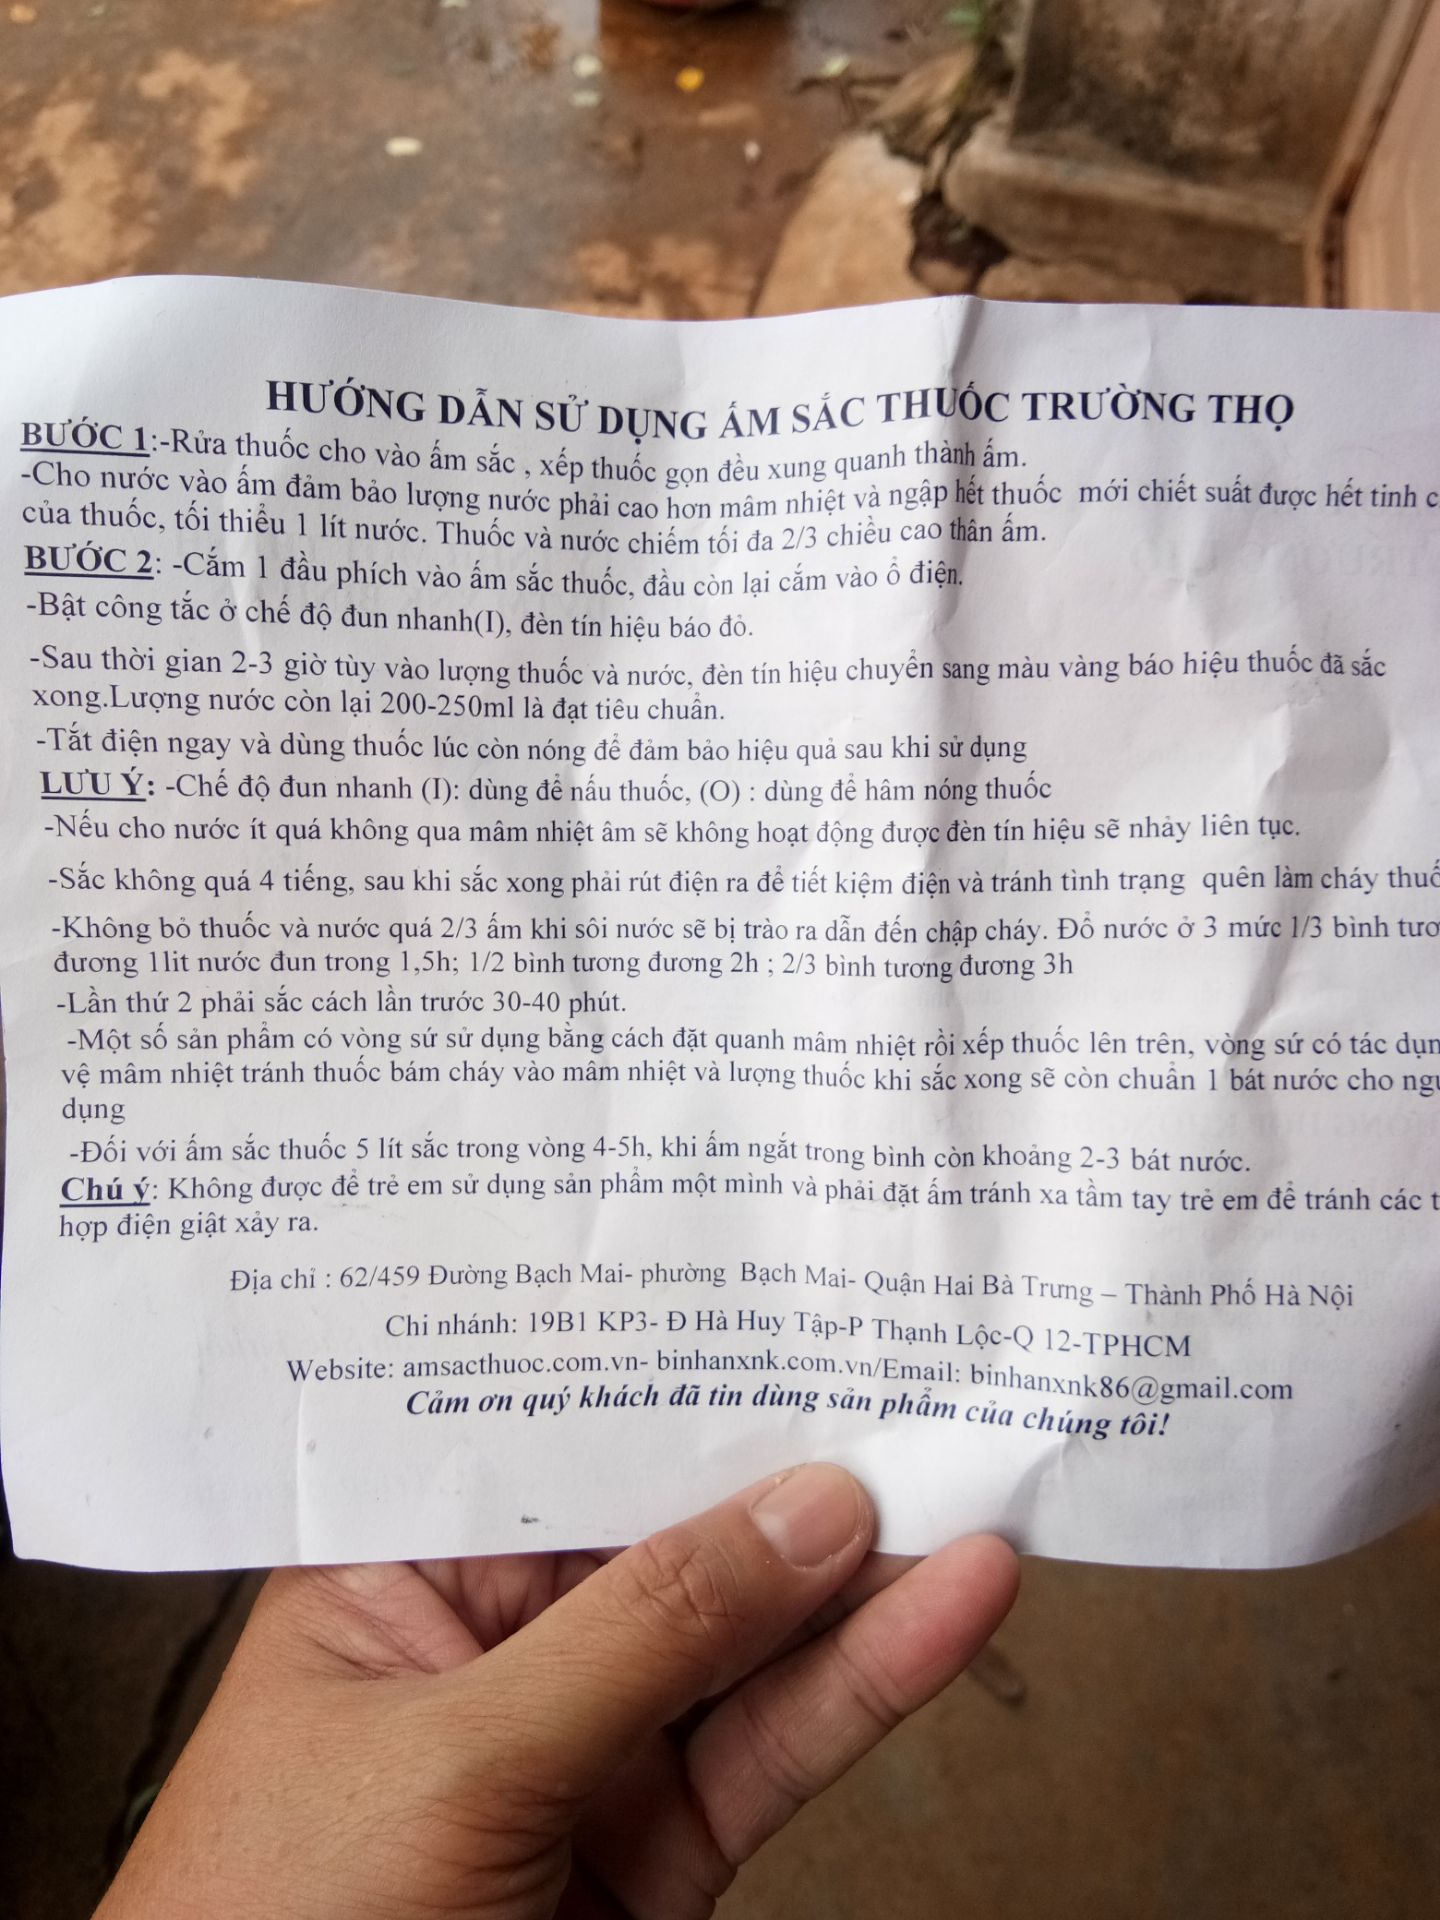 HƯỚNG DẪN SỬ DỤNG ẤM SẮC THUỐC TRƯỜNG THỌ
BƯỚC 1:-Rửa thuốc cho vào ấm sắc , xếp thuốc gọn đều xung quanh thành ấm.
-Cho nước vào ấm đảm bảo lượng nước phải cao hơn mâm nhiệt và ngập hết thuốc mới chiết suất được hết tinh
của thuốc, tối thiểu 1 lít nước. Thuốc và nước chiếm tối đa 2/3 chiều cao thân ấm.
BƯỚC 2: -Cắm 1 đầu phích vào ấm sắc thuốc, đầu còn lại cắm vào ổ điện.
-Bật công tắc ở chế độ đun nhanh(I), đèn tín hiệu báo đỏ.
-Sau thời gian 2-3 giờ tùy vào lượng thuốc và nước, đèn tín hiệu chuyển sang màu vàng báo hiệu thuốc đã sắc
xong.Lượng nước còn lại 200-250ml là đạt tiêu chuẩn.
-Tắt điện ngay và dùng thuốc lúc còn nóng để đảm bảo hiệu quả sau khi sử dụng
LƯU Ý: -Chế độ đun nhanh (I): dùng để nấu thuốc, (O) : dùng để hâm nóng thuốc
-Nếu cho nước ít quá không qua mâm nhiệt âm sẽ không hoạt động được đèn tín hiệu sẽ nhảy liên tục.
-Sắc không quá 4 tiếng, sau khi sắc xong phải rút điện ra để tiết kiệm điện và tránh tình trạng quên làm cháy
-Không bỏ thuốc và nước quá 2/3 ấm khi sôi nước sẽ bị trào ra dẫn đến chập cháy. Đổ nước ở 3 mức 1/3 bình
đương 1lit nước đun trong 1,5h; 1/2 bình tương đương 2h ; 2/3 bình tương đương 3h
-Lần thứ 2 phải sắc cách lần trước 30-40 phút.
-Một số sản phẩm có vòng sứ sử dụng bằng cách đặt quanh mâm nhiệt rồi xếp thuốc lên trên, vòng sứ có tác
vệ mâm nhiệt tránh thuốc bám cháy vào mâm nhiệt và lượng thuốc khi sắc xong sẽ còn chuẩn 1 bát nước cho
dụng
-Đối với ấm sắc thuốc 5 lít sắc trong vòng 4-5h, khi ấm ngắt trong bình còn khoảng 2-3 bát nước.
Chú ý: Không được để trẻ em sử dụng sản phẩm một mình và phải đặt ấm tránh xa tầm tay trẻ em để tránh các
hợp điện giật xảy ra.
Địa chỉ : 62/459 Đường Bạch Mai- phường Bạch Mai- Quận Hai Bà Trưng – Thành Phố Hà Nội
Chi nhánh: 19B1 KP3- Đ Hà Huy Tập-P Thạnh Lộc-Q 12-TPHCM
Website: amsacthuoc.com.vn- binhanxnk.com.vn/Email: binhanxnk86@gmail.com
Cảm ơn quý khách đã tin dùng sản phẩm của chúng tôi!